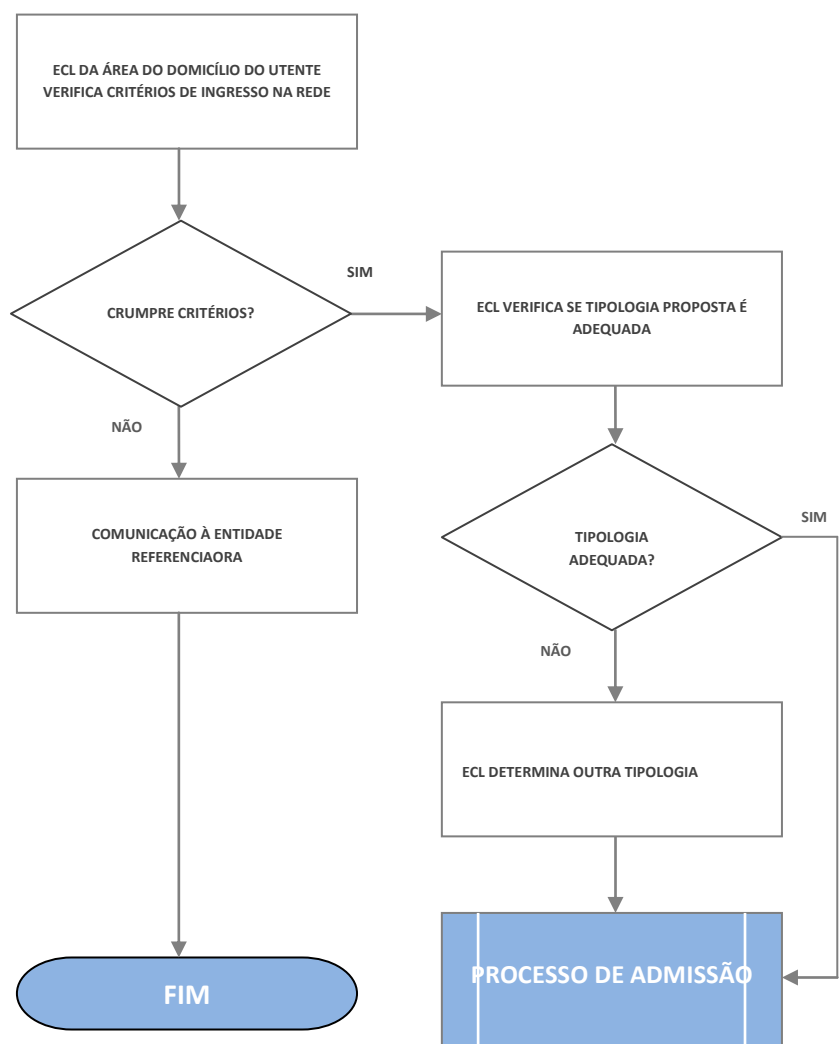 ECL DA ÁREA DO DOMICÍLIO DO UTENTE
VERIFICA CRITÉRIOS DE INGRESSO NA REDE
CRUMPRE CRITÉRIOS?
SIM
ECL VERIFICA SE TIPOLOGIA PROPOSTA É
ADEQUADA
NÃO
COMUNICAÇÃO À ENTIDADE
REFERENCIAORA
TIPOLOGIA
ADEQUADA?
SIM
NÃO
ECL DETERMINA OUTRA TIPOLOGIA
FIM
PROCESSO DE ADMISSÃO